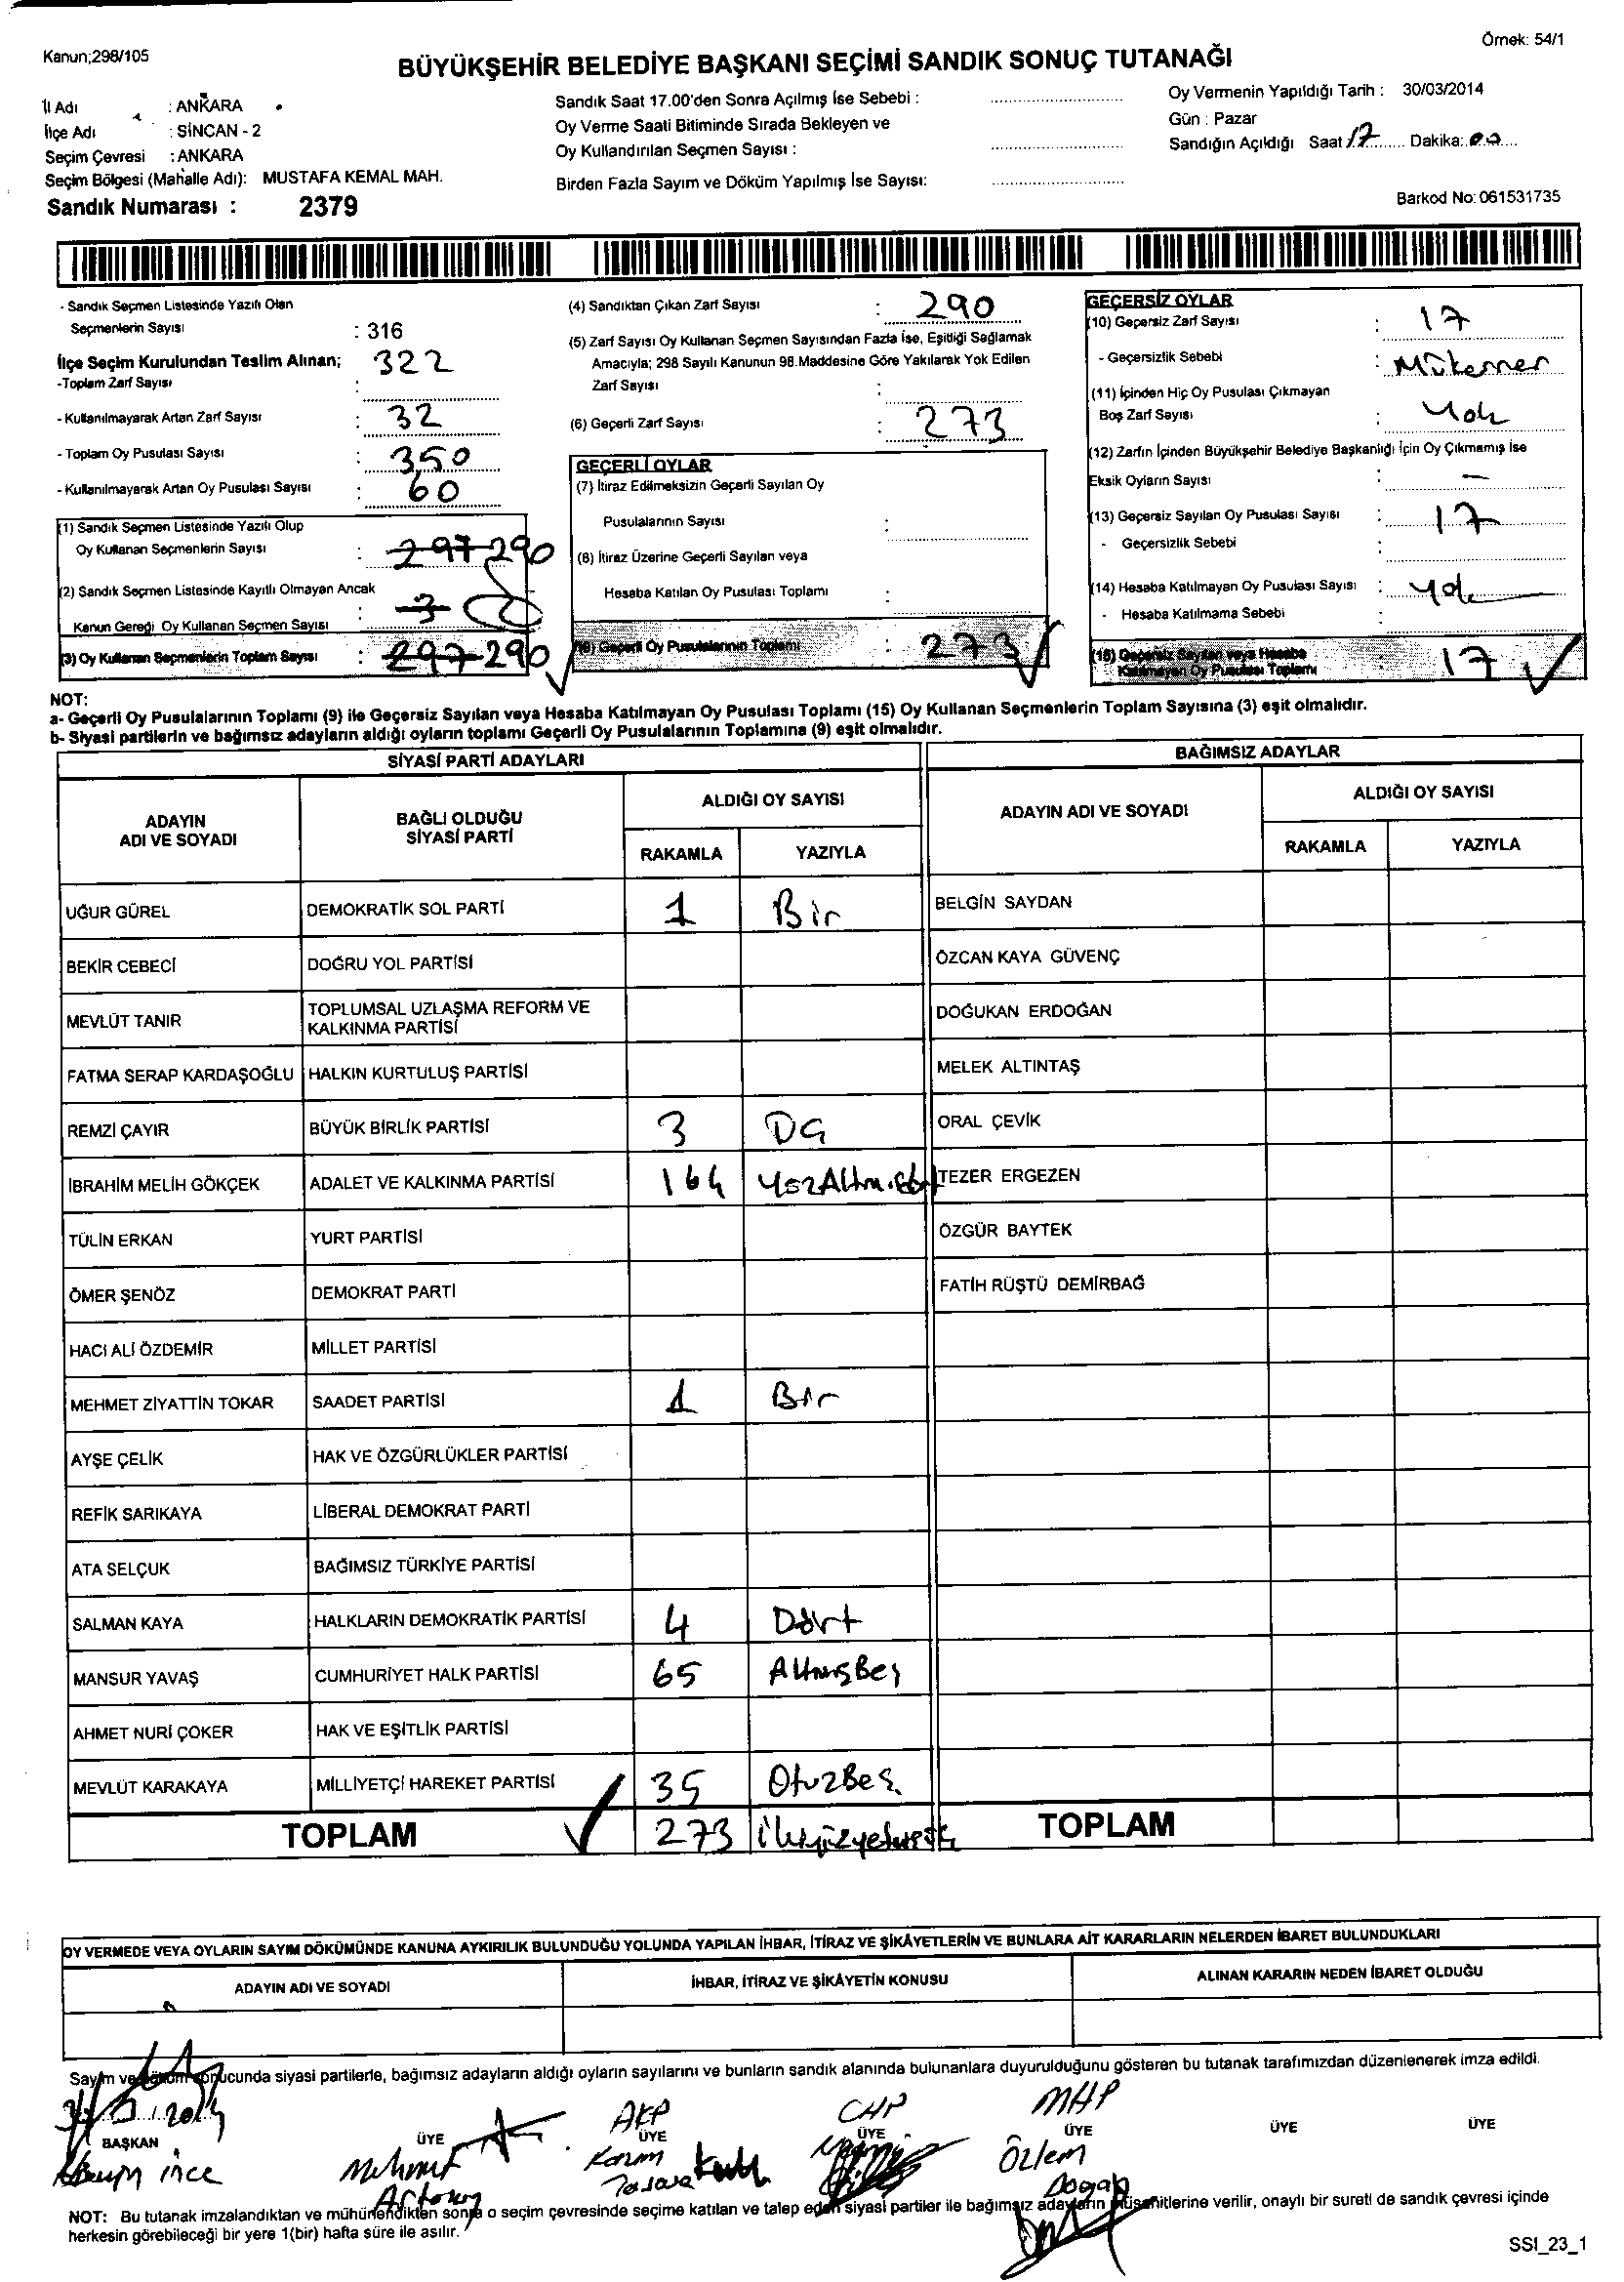 Kanun;298/105
Örnek: 54/1
BÜYÜKŞEHİR BELEDİYE BAŞKANI SEÇİMİ SANDIK SONUÇ TUTANAĞI
İl Adı : ANKARA
İlçe Adı : SİNCAN - 2
Seçim Çevresi : ANKARA
Seçim Bölgesi (Mahalle Adı): MUSTAFA KEMAL MAH.
Sandık Numarası : 2379
Sandık Saat 17.00'den Sonra Açılmış İse Sebebi :
Oy Verme Saati Bitiminde Sırada Bekleyen ve
Oy Kullandırılan Seçmen Sayısı :
Birden Fazla Sayım ve Döküm Yapılmış İse Sayısı:
Oy Vermenin Yapıldığı Tarih : 30/03/2014
Gün : Pazar
Sandığın Açıldığı Saat 17 Dakika: 00
Barkod No: 061531735
- Sandık Seçmen Listesinde Yazılı Olan
Seçmenlerin Sayısı : 316
İlçe Seçim Kurulundan Teslim Alınan;
-Toplam Zarf Sayısı : 322
- Kullanılmayarak Artan Zarf Sayısı : 32
- Toplam Oy Pusulası Sayısı : 350
- Kullanılmayarak Artan Oy Pusulası Sayısı : 60
(1) Sandık Seçmen Listesinde Yazılı Olup
Oy Kullanan Seçmenlerin Sayısı : 297 290
(2) Sandık Seçmen Listesinde Kayıtlı Olmayan Ancak
Kanun Gereği Oy Kullanan Seçmen Sayısı : 3
(3) Oy Kullanan Seçmenlerin Toplam Sayısı : 297 290
(4) Sandıktan Çıkan Zarf Sayısı : 290
(5) Zarf Sayısı Oy Kullanan Seçmen Sayısından Fazla İse, Eşitliği Sağlamak
Amacıyla; 298 Sayılı Kanunun 98.Maddesine Göre Yakılarak Yok Edilen
Zarf Sayısı :
(6) Geçerli Zarf Sayısı : 273
GEÇERLİ OYLAR
(7) İtiraz Edilmeksizin Geçerli Sayılan Oy
Pusulalarının Sayısı :
(8) İtiraz Üzerine Geçerli Sayılan veya
Hesaba Katılan Oy Pusulası Toplamı :
(9) Geçerli Oy Pusulalarının Toplamı : 273
GEÇERSİZ OYLAR
(10) Geçersiz Zarf Sayısı : 17
- Geçersizlik Sebebi : Mükerrer
(11) İçinden Hiç Oy Pusulası Çıkmayan
Boş Zarf Sayısı : Yok
(12) Zarfın İçinden Büyükşehir Belediye Başkanlığı İçin Oy Çıkmamış İse
Eksik Oyların Sayısı : —
(13) Geçersiz Sayılan Oy Pusulası Sayısı : 17
- Geçersizlik Sebebi :
(14) Hesaba Katılmayan Oy Pusulası Sayısı : Yok
- Hesaba Katılmama Sebebi :
(15) Geçersiz Sayılan veya Hesaba
Katılmayan Oy Pusulası Toplamı : 17
NOT:
a- Geçerli Oy Pusulalarının Toplamı (9) ile Geçersiz Sayılan veya Hesaba Katılmayan Oy Pusulası Toplamı (15) Oy Kullanan Seçmenlerin Toplam Sayısına (3) eşit olmalıdır.
b- Siyasi partilerin ve bağımsız adayların aldığı oyların toplamı Geçerli Oy Pusulalarının Toplamına (9) eşit olmalıdır.
SİYASİ PARTİ ADAYLARI
ADAYIN ADI VE SOYADI
BAĞLI OLDUĞU SİYASİ PARTİ
ALDIĞI OY SAYISI
RAKAMLA YAZIYLA
UĞUR GÜREL DEMOKRATİK SOL PARTİ 1 Bir
BEKİR CEBECİ DOĞRU YOL PARTİSİ
MEVLÜT TANIR TOPLUMSAL UZLAŞMA REFORM VE KALKINMA PARTİSİ
FATMA SERAP KARDAŞOĞLU HALKIN KURTULUŞ PARTİSİ
REMZİ ÇAYIR BÜYÜK BİRLİK PARTİSİ 3
İBRAHİM MELİH GÖKÇEK ADALET VE KALKINMA PARTİSİ 164
TÜLİN ERKAN YURT PARTİSİ
ÖMER ŞENÖZ DEMOKRAT PARTİ
HACI ALİ ÖZDEMİR MİLLET PARTİSİ
MEHMET ZİYATTİN TOKAR SAADET PARTİSİ 1 Bir
AYŞE ÇELİK HAK VE ÖZGÜRLÜKLER PARTİSİ
REFİK SARIKAYA LİBERAL DEMOKRAT PARTİ
ATA SELÇUK BAĞIMSIZ TÜRKİYE PARTİSİ
SALMAN KAYA HALKLARIN DEMOKRATİK PARTİSİ 4 Dört
MANSUR YAVAŞ CUMHURİYET HALK PARTİSİ 65 AltmışBeş
AHMET NURİ ÇOKER HAK VE EŞİTLİK PARTİSİ
MEVLÜT KARAKAYA MİLLİYETÇİ HAREKET PARTİSİ 35 OtuzBeş
TOPLAM 273
BAĞIMSIZ ADAYLAR
ADAYIN ADI VE SOYADI
ALDIĞI OY SAYISI
RAKAMLA YAZIYLA
BELGİN SAYDAN
ÖZCAN KAYA GÜVENÇ
DOĞUKAN ERDOĞAN
MELEK ALTINTAŞ
ORAL ÇEVİK
TEZER ERGEZEN
ÖZGÜR BAYTEK
FATİH RÜŞTÜ DEMİRBAĞ
TOPLAM
OY VERMEDE VEYA OYLARIN SAYIM DÖKÜMÜNDE KANUNA AYKIRILIK BULUNDUĞU YOLUNDA YAPILAN İHBAR, İTİRAZ VE ŞİKÂYETLERİN VE BUNLARA AİT KARARLARIN NELERDEN İBARET BULUNDUKLARI
ADAYIN ADI VE SOYADI
İHBAR, İTİRAZ VE ŞİKÂYETİN KONUSU
ALINAN KARARIN NEDEN İBARET OLDUĞU
Sayım ve döküm sonucunda siyasi partilerle, bağımsız adayların aldığı oyların sayılarını ve bunların sandık alanında bulunanlara duyurulduğunu gösteren bu tutanak tarafımızdan düzenlenerek imza edildi.
2014
AKP CHP MHP
BAŞKAN ÜYE ÜYE ÜYE ÜYE ÜYE ÜYE
ince Mehmet Özlem
Doğan
NOT: Bu tutanak imzalandıktan ve mühürlendikten sonra o seçim çevresinde seçime katılan ve talep eden siyasi partiler ile bağımsız adayların müşahitlerine verilir, onaylı bir sureti de sandık çevresi içinde
herkesin görebileceği bir yere 1(bir) hafta süre ile asılır.
SSI_23_1